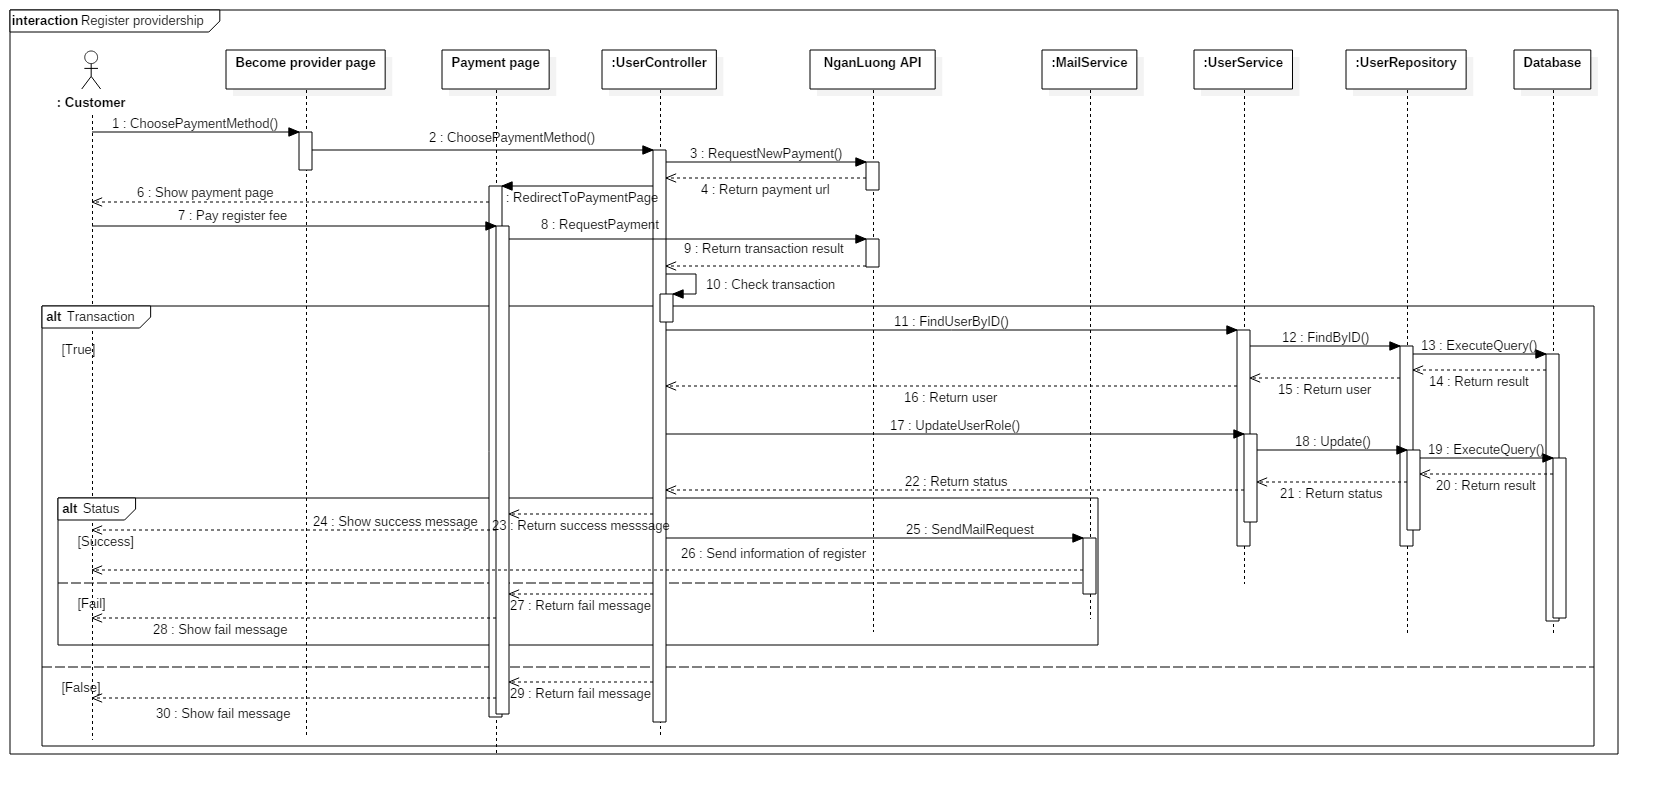 interaction Register providership
Become provider page
Payment page
:UserController
NganLuong API
:MailService
:UserService
:UserRepository
Database
: Customer
1 : ChoosePaymentMethod()
2 : ChoosePaymentMethod()
3 : RequestNewPayment()
4 : Return payment url
6 : Show payment page
: RedirectToPaymentPage
7 : Pay register fee
8 : RequestPayment
9 : Return transaction result
10 : Check transaction
alt Transaction
11 : FindUserByID()
[True]
12 : FindByID()
13 : ExecuteQuery()
14 : Return result
15 : Return user
16 : Return user
17 : UpdateUserRole()
18 : Update()
19 : ExecuteQuery()
20 : Return result
21 : Return status
22 : Return status
alt Status
24 : Show success message
23 : Return success messsage
25 : SendMailRequest
[Success]
26 : Send information of register
[Fail]
27 : Return fail message
28 : Show fail message
[False]
29 : Return fail message
30 : Show fail message